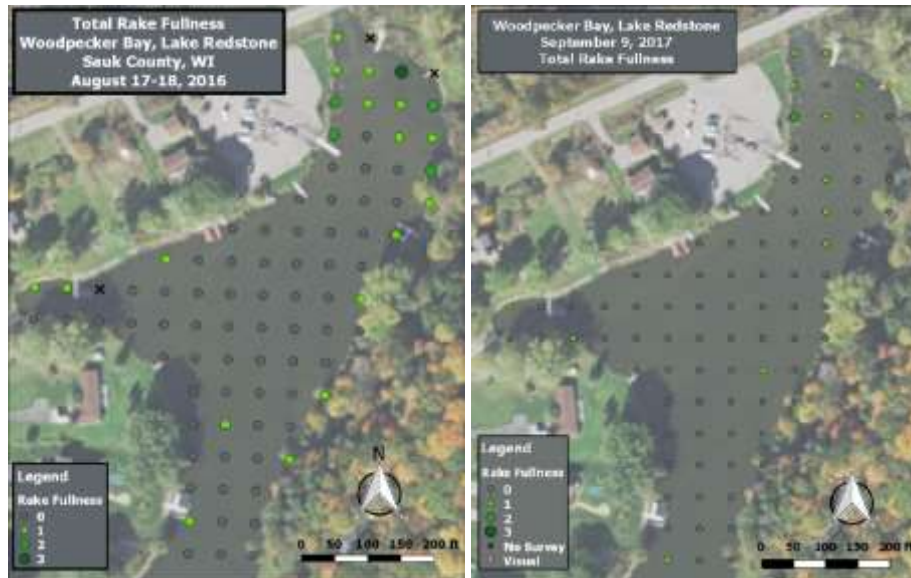 Total Rake Fullness
Woodpecker Bay, Lake Redstone
Sauk County, WI
August 17-18, 2016
Legend
Rake Fullness
0
1
2
3
N
0 50 100 150 200 ft
Woodpecker Bay, Lake Redstone
September 9, 2017
Total Rake Fullness
Legend
Rake Fullness
0
1
2
3
No Survey
Visual
0 50 100 150 200 ft